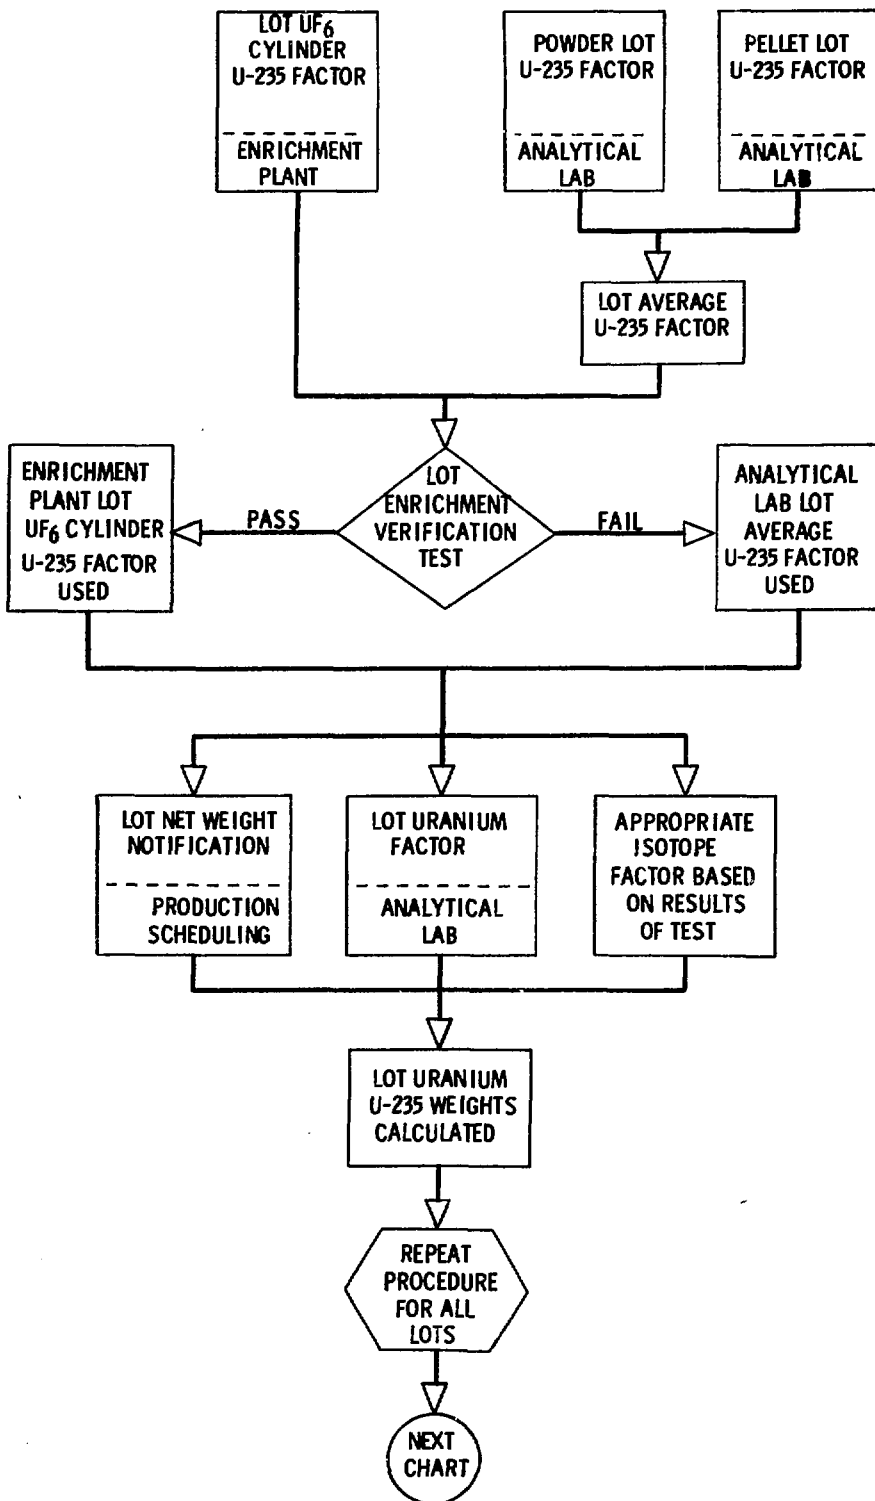 LOT UF6
CYLINDER
U-235 FACTOR
ENRICHMENT
PLANT
POWDER LOT
U-235 FACTOR
ANALYTICAL
LAB
PELLET LOT
U-235 FACTOR
ANALYTICAL
LAB
LOT AVERAGE
U-235 FACTOR
LOT
ENRICHMENT
VERIFICATION
TEST
PASS
FAIL
ENRICHMENT
PLANT LOT
UF6 CYLINDER
U-235 FACTOR
USED
ANALYTICAL
LAB LOT
AVERAGE
U-235 FACTOR
USED
LOT NET WEIGHT
NOTIFICATION
PRODUCTION
SCHEDULING
LOT URANIUM
FACTOR
ANALYTICAL
LAB
APPROPRIATE
ISOTOPE
FACTOR BASED
ON RESULTS
OF TEST
LOT URANIUM
U-235 WEIGHTS
CALCULATED
REPEAT
PROCEDURE
FOR ALL
LOTS
NEXT
CHART